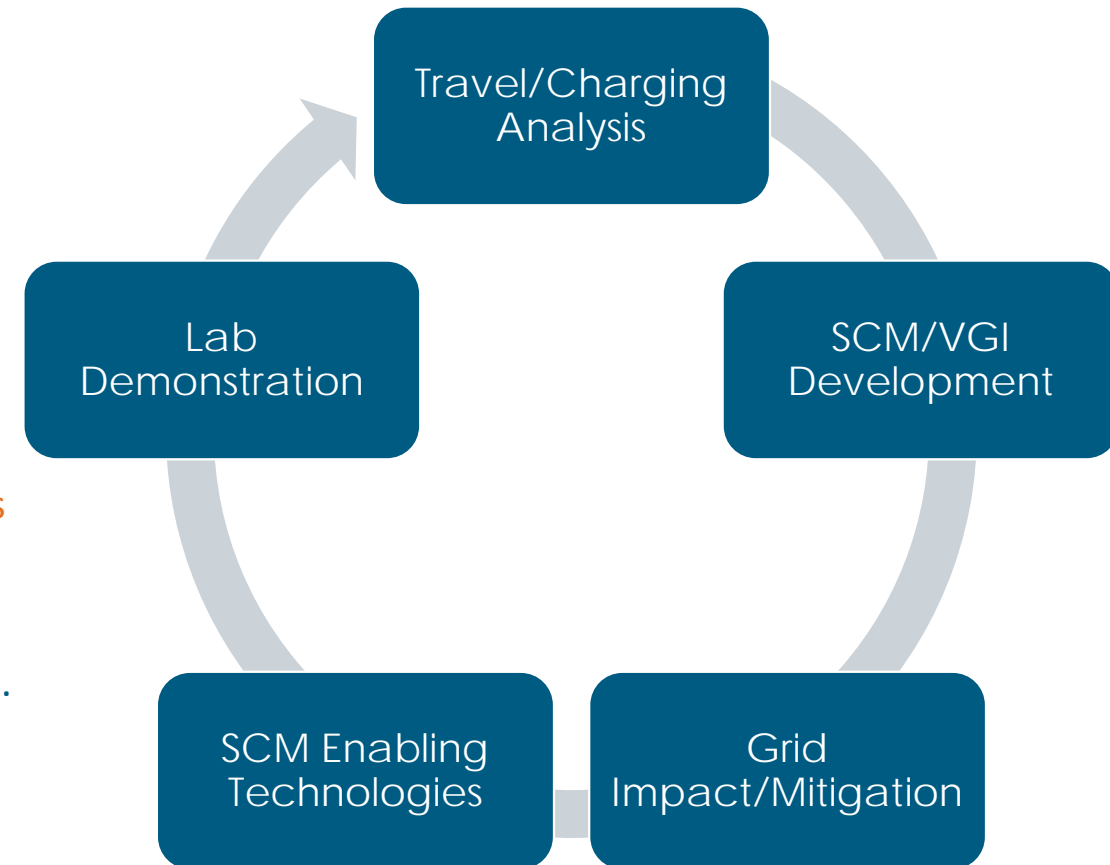 Travel/Charging
Analysis
SCM/VGI
Development
Grid
Impact/Mitigation
SCM Enabling
Technologies
Lab
Demonstration
s
.